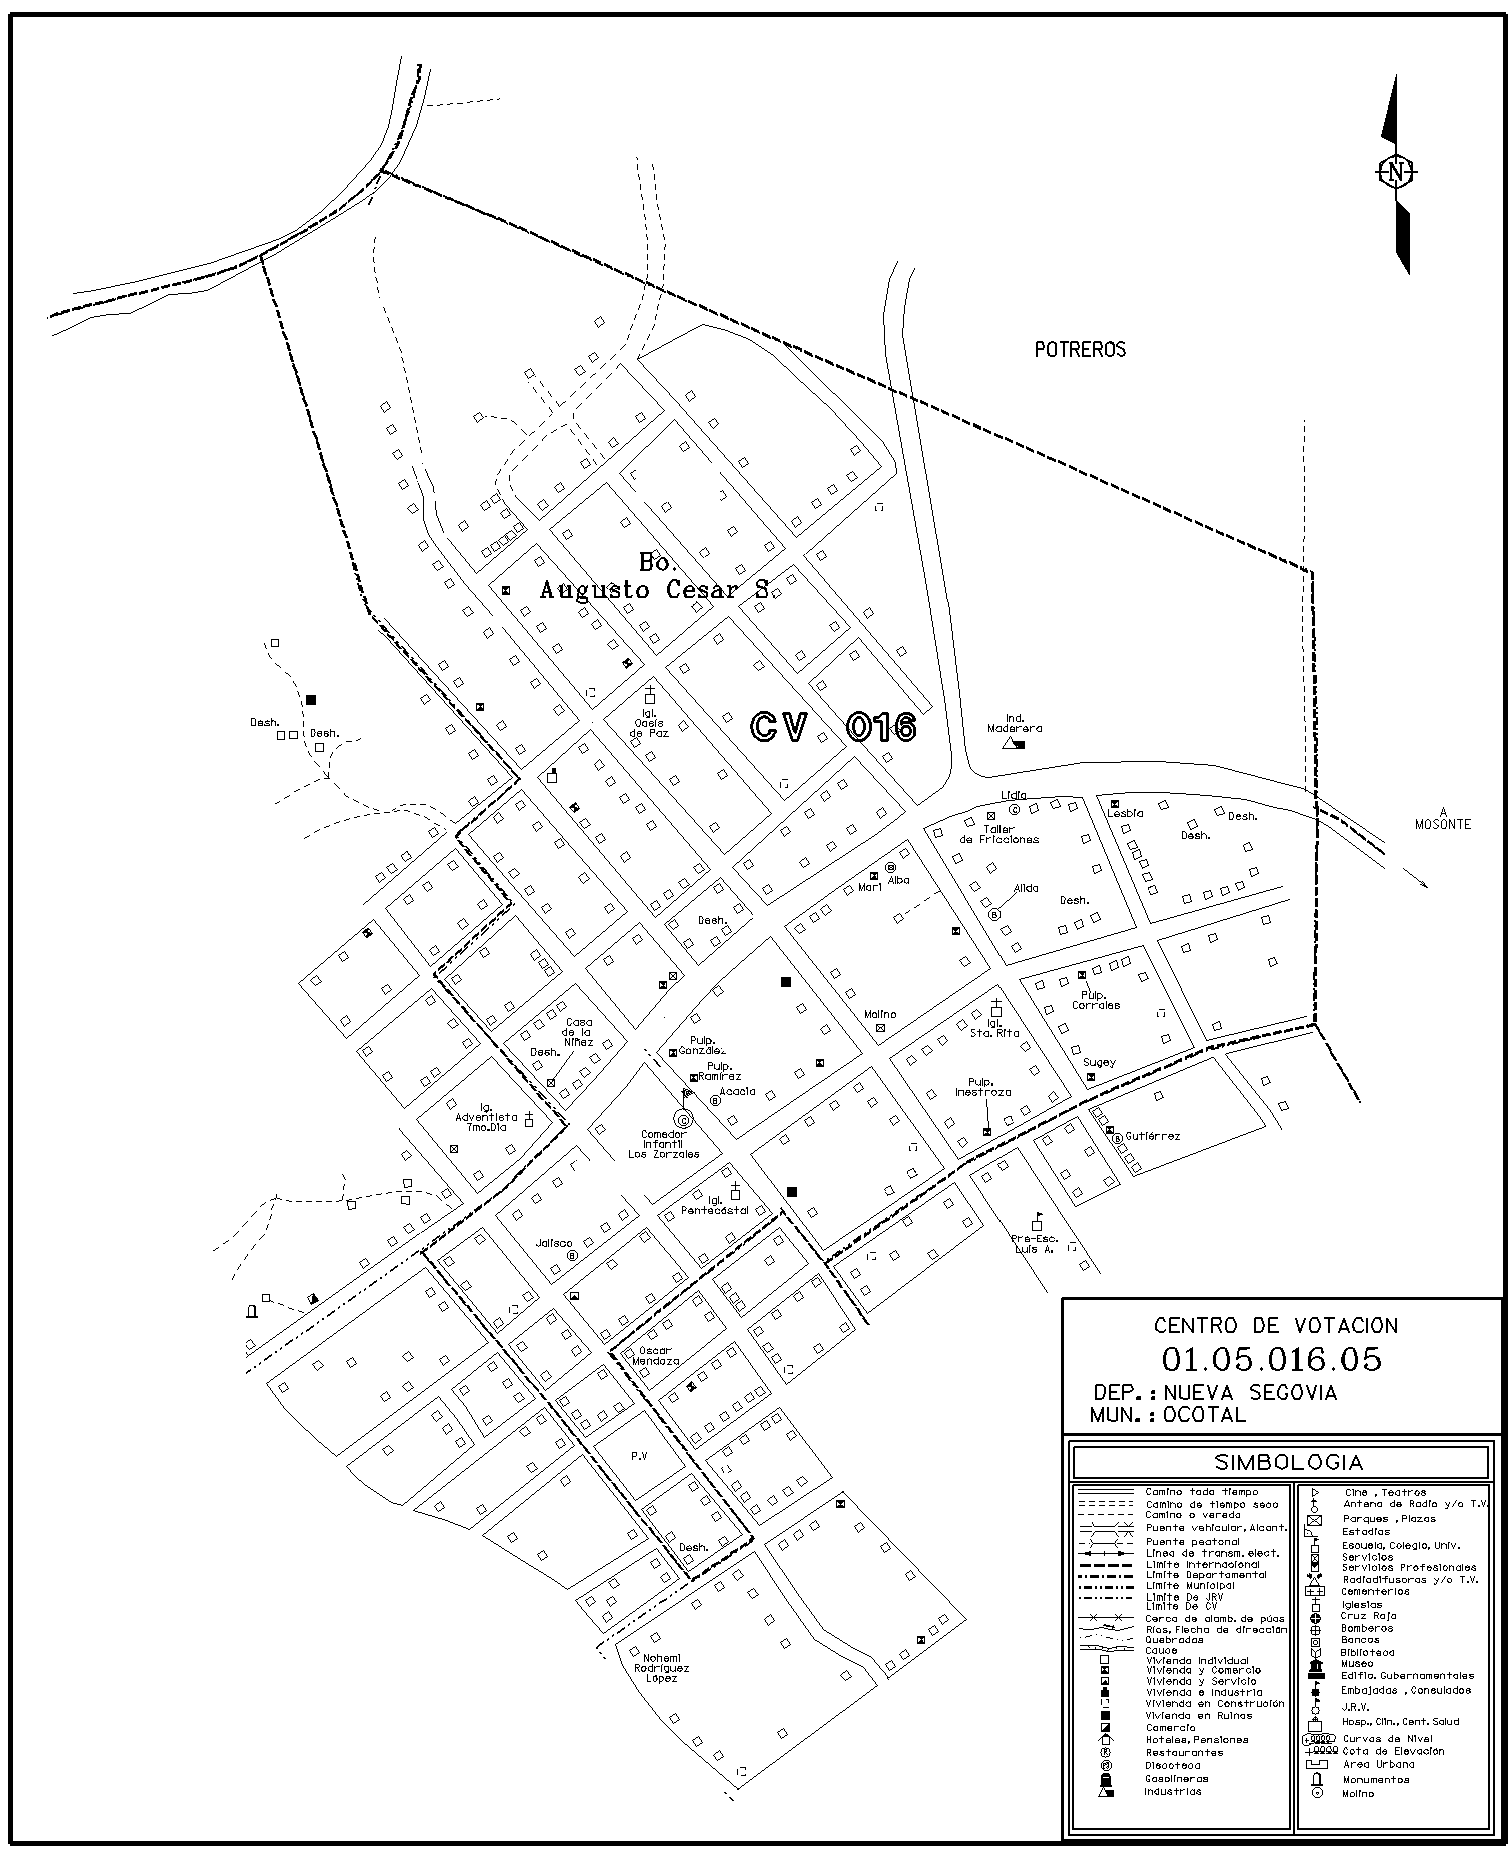 N
POTREROS
Bo.
Augusto Cesar S.
CV 016
Igl.
Oasis
de Paz
Ind.
Maderera
Desh.
Desh.
Lidia
Taller
de Fricciones
Lesbia
Desh.
Desh.
A
MOSONTE
Mari
Alba
Alida
Desh.
Desh.
Molino
Igl.
Sta. Rita
Pulp.
Corrales
Casa
de la
Niñez
Desh.
Pulp.
González
Pulp.
Ramírez
Acacia
Sugey
Pulp.
Inestroza
Ig.
Adventista
7mo.Dia
Comedor
Infantil
Los Zorzales
Gutiérrez
Igl.
Pentecóstal
Jalisco
Pre-Esc.
Luis A.
Oscar
Mendoza
P.V
Desh.
Nohemi
Rodríguez
López
CENTRO DE VOTACION
01.05.016.05
DEP.: NUEVA SEGOVIA
MUN.: OCOTAL
SIMBOLOGIA
Camino todo tiempo
Camino de tiempo seco
Camino o vereda
Puente vehicular, Alcant.
Puente peatonal
Linea de transm. elect.
Limite Internacional
Limite Departamental
Limite Municipal
Limite De JRV
Limite De CV
Cerca de alamb. de púas
Ríos, Flecha de dirección
Quebradas
Cauce
Vivienda Individual
Vivienda y Comercio
Vivienda y Servicio
Vivienda e Industria
Vivienda en Construción
Vivienda en Ruinas
Comercio
Hoteles, Pensiones
Restaurantes
Discoteca
Gasolineras
Industrias
Cine , Teatros
Antena de Radio y/o T.V.
Parques , Plazas
Estadios
Escuela, Colegio, Univ.
Servicios
Servicios Profesionales
Radiodifusoras y/o T.V.
Cementerios
Iglesias
Cruz Roja
Bomberos
Bancos
Biblioteca
Museo
Edific. Gubernamentales
Embajadas , Consulados
J.R.V.
Hosp., Clin., Cent. Salud
Curvas de Nivel
Cota de Elevación
Area Urbana
Monumentos
Molino